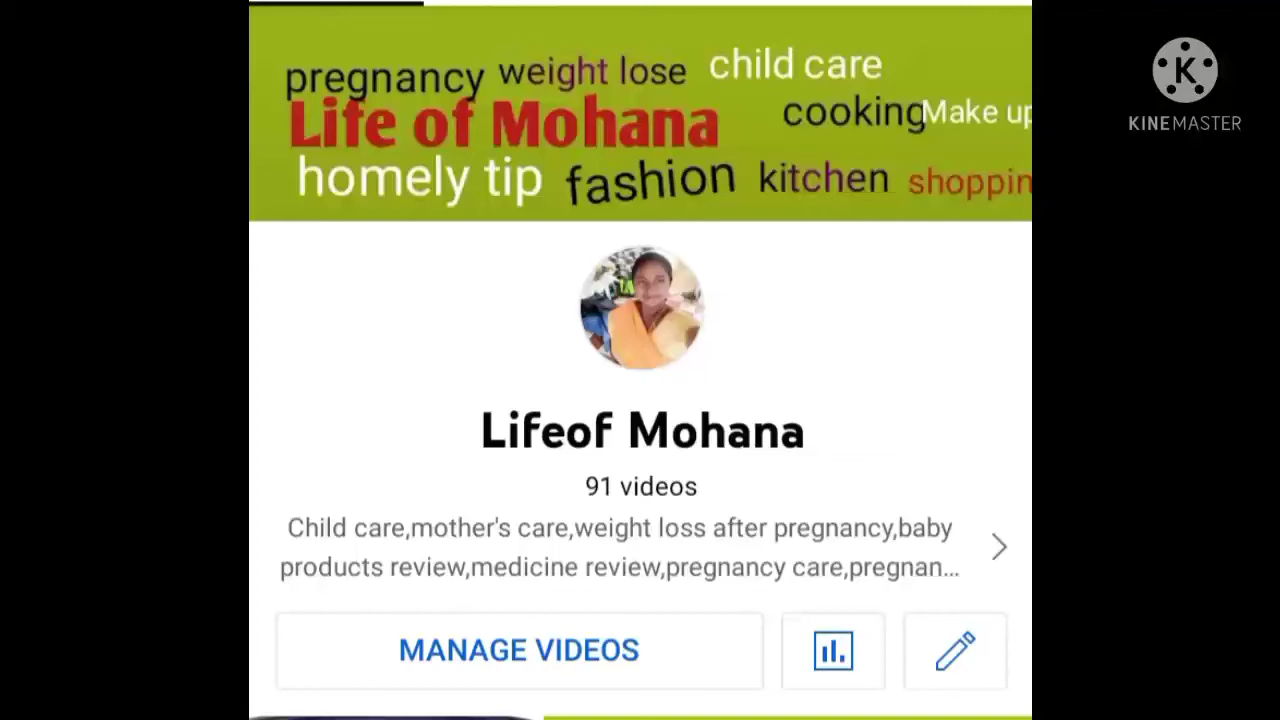 pregnancy weight lose child care
Life of Mohana cooking Make up
homely tip fashion kitchen shoppin
KINEMASTER
Lifeof Mohana
91 videos
Child care,mother's care,weight loss after pregnancy,baby
products review,medicine review,pregnancy care,pregnan...
MANAGE VIDEOS